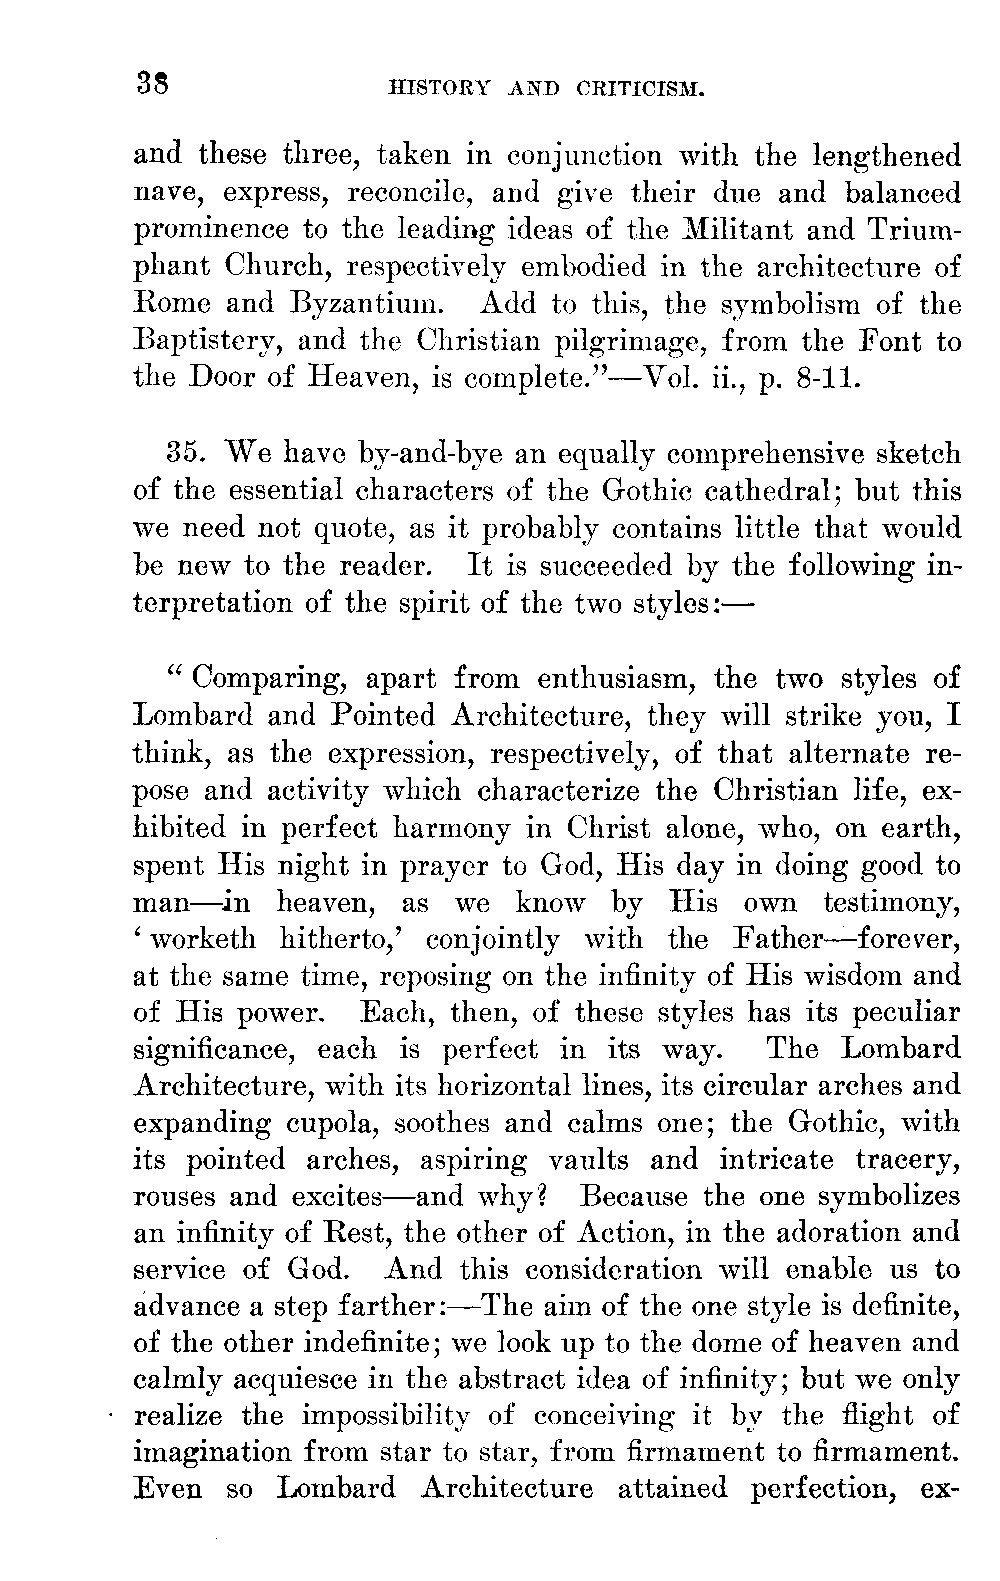 38 HISTORY AND CRITICISM.
and these three, taken in conjunction with the lengthened
nave, express, reconcile, and give their due and balanced
prominence to the leading ideas of the Militant and Trium-
phant Church, respectively embodied in the architecture of
Rome and Byzantium. Add to this, the symbolism of the
Baptistery, and the Christian pilgrimage, from the Font to
the Door of Heaven, is complete."—Vol. ii., p. 8-11.
35. We have by-and-bye an equally comprehensive sketch
of the essential characters of the Gothic cathedral; but this
we need not quote, as it probably contains little that would
be new to the reader. It is succeeded by the following in-
terpretation of the spirit of the two styles:—
" Comparing, apart from enthusiasm, the two styles of
Lombard and Pointed Architecture, they will strike you, I
think, as the expression, respectively, of that alternate re-
pose and activity which characterize the Christian life, ex-
hibited in perfect harmony in Christ alone, who, on earth,
spent His night in prayer to God, His day in doing good to
man—in heaven, as we know by His own testimony,
' worketh hitherto,' conjointly with the Father—forever,
at the same time, reposing on the infinity of His wisdom and
of His power. Each, then, of these styles has its peculiar
significance, each is perfect in its way. The Lombard
Architecture, with its horizontal lines, its circular arches and
expanding cupola, soothes and calms one; the Gothic, with
its pointed arches, aspiring vaults and intricate tracery,
rouses and excites—and why? Because the one symbolizes
an infinity of Rest, the other of Action, in the adoration and
service of God. And this consideration will enable us to
advance a step farther:—The aim of the one style is definite,
of the other indefinite; we look up to the dome of heaven and
calmly acquiesce in the abstract idea of infinity; but we only
realize the impossibility of conceiving it by the flight of
imagination from star to star, from firmament to firmament.
Even so Lombard Architecture attained perfection, ex-